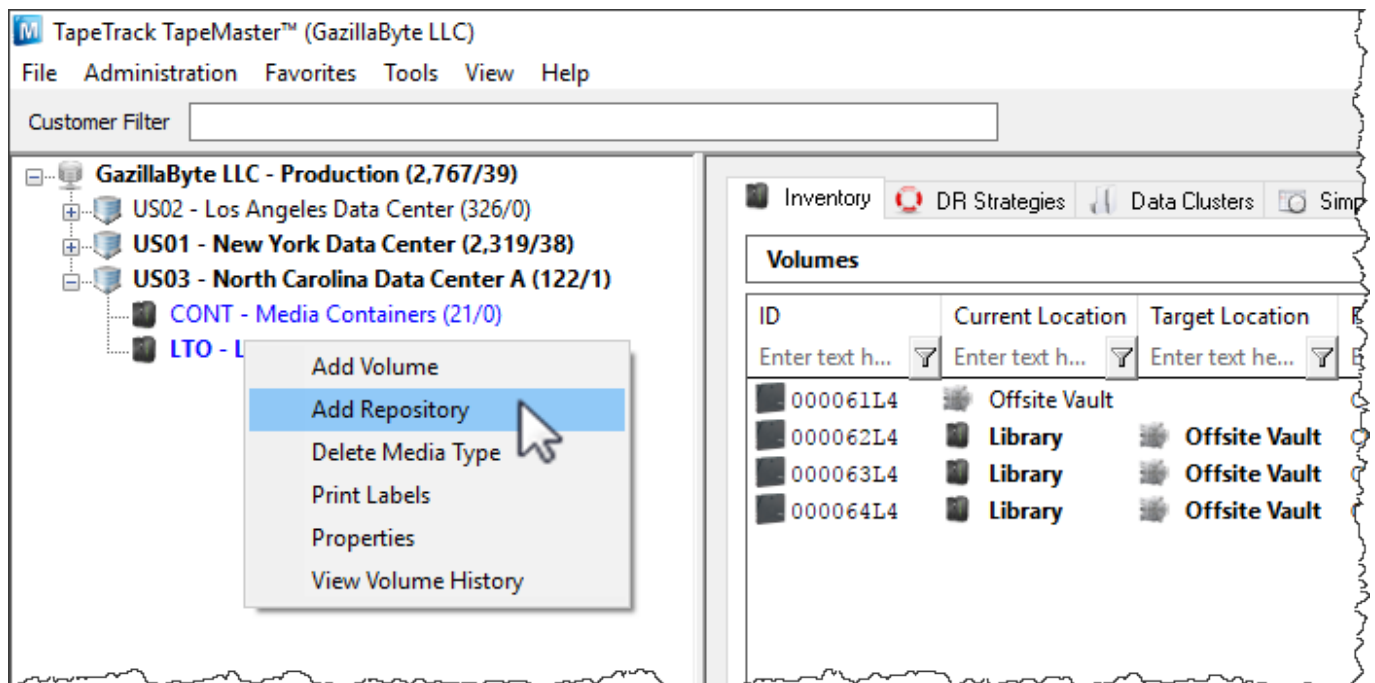 TapeTrack TapeMaster™ (GazillaByte LLC)
File Administration Favorites Tools View Help
Customer Filter
GazillaByte LLC - Production (2,767/39)
US02 - Los Angeles Data Center (326/0)
US01 - New York Data Center (2,319/38)
US03 - North Carolina Data Center A (122/1)
CONT - Media Containers (21/0)
LTO - L
Add Volume
Add Repository
Delete Media Type
Print Labels
Properties
View Volume History
Inventory DR Strategies Data Clusters
Volumes
ID Current Location Target Location
Enter text h... Enter text h... Enter text he...
000061L4 Offsite Vault
000062L4 Library Offsite Vault
000063L4 Library Offsite Vault
000064L4 Library Offsite Vault